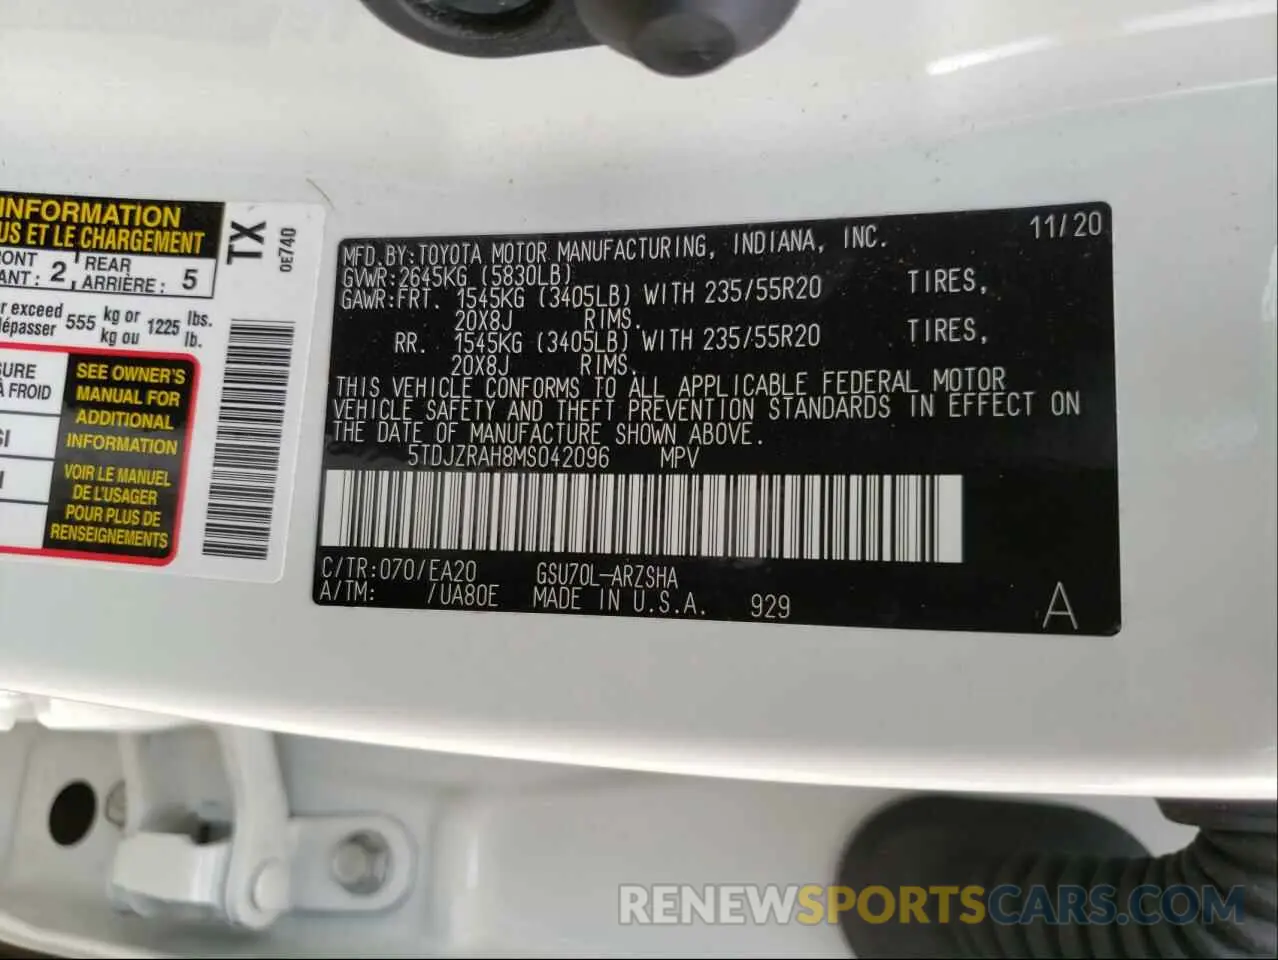 INFORMATION
US ET LE CHARGEMENT
2
REAR
ARRIÈRE : 5
exceed
555 kg or 1225 lbs.
kg ou lb.
À FROID
SEE OWNER'S
MANUAL FOR
ADDITIONAL
INFORMATION
VOIR LE MANUEL
DE L'USAGER
POUR PLUS DE
RENSEIGNEMENTS
TX
0E740
MFD.BY:TOYOTA MOTOR MANUFACTURING, INDIANA, INC. 11/20
GVWR:2645KG (5830LB)
GAWR:FRT. 1545KG (3405LB) WITH 235/55R20 TIRES,
20X8J RIMS.
RR. 1545KG (3405LB) WITH 235/55R20 TIRES,
20X8J RIMS.
THIS VEHICLE CONFORMS TO ALL APPLICABLE FEDERAL MOTOR
VEHICLE SAFETY AND THEFT PREVENTION STANDARDS IN EFFECT ON
THE DATE OF MANUFACTURE SHOWN ABOVE.
5TDJZRAH8MS042096 MPV
C/TR:070/EA20 GSU70L-ARZSHA
A/TM: /UA80E MADE IN U.S.A. 929 A
RENEWSPORTSCARS.COM